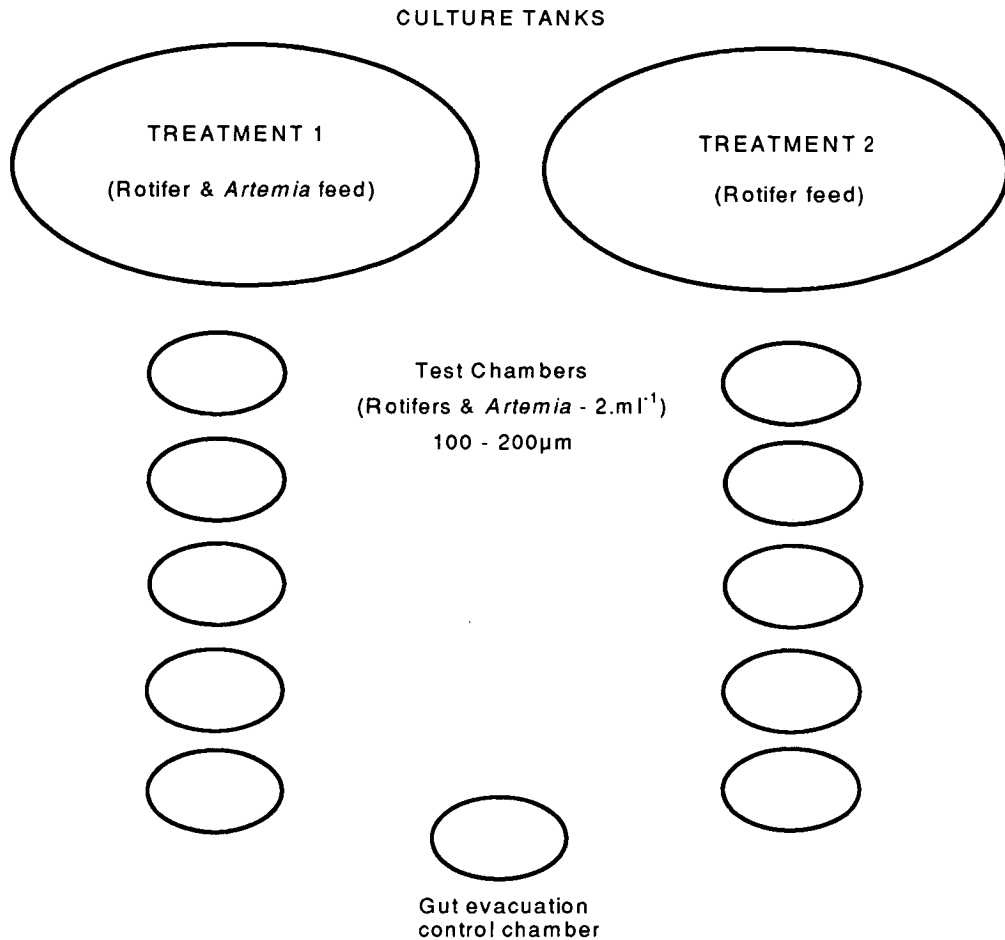 CULTURE TANKS
TREATMENT 1
(Rotifer & Artemia feed)
TREATMENT 2
(Rotifer feed)
Test Chambers
(Rotifers & Artemia - 2.ml⁻¹)
100 - 200µm
Gut evacuation
control chamber